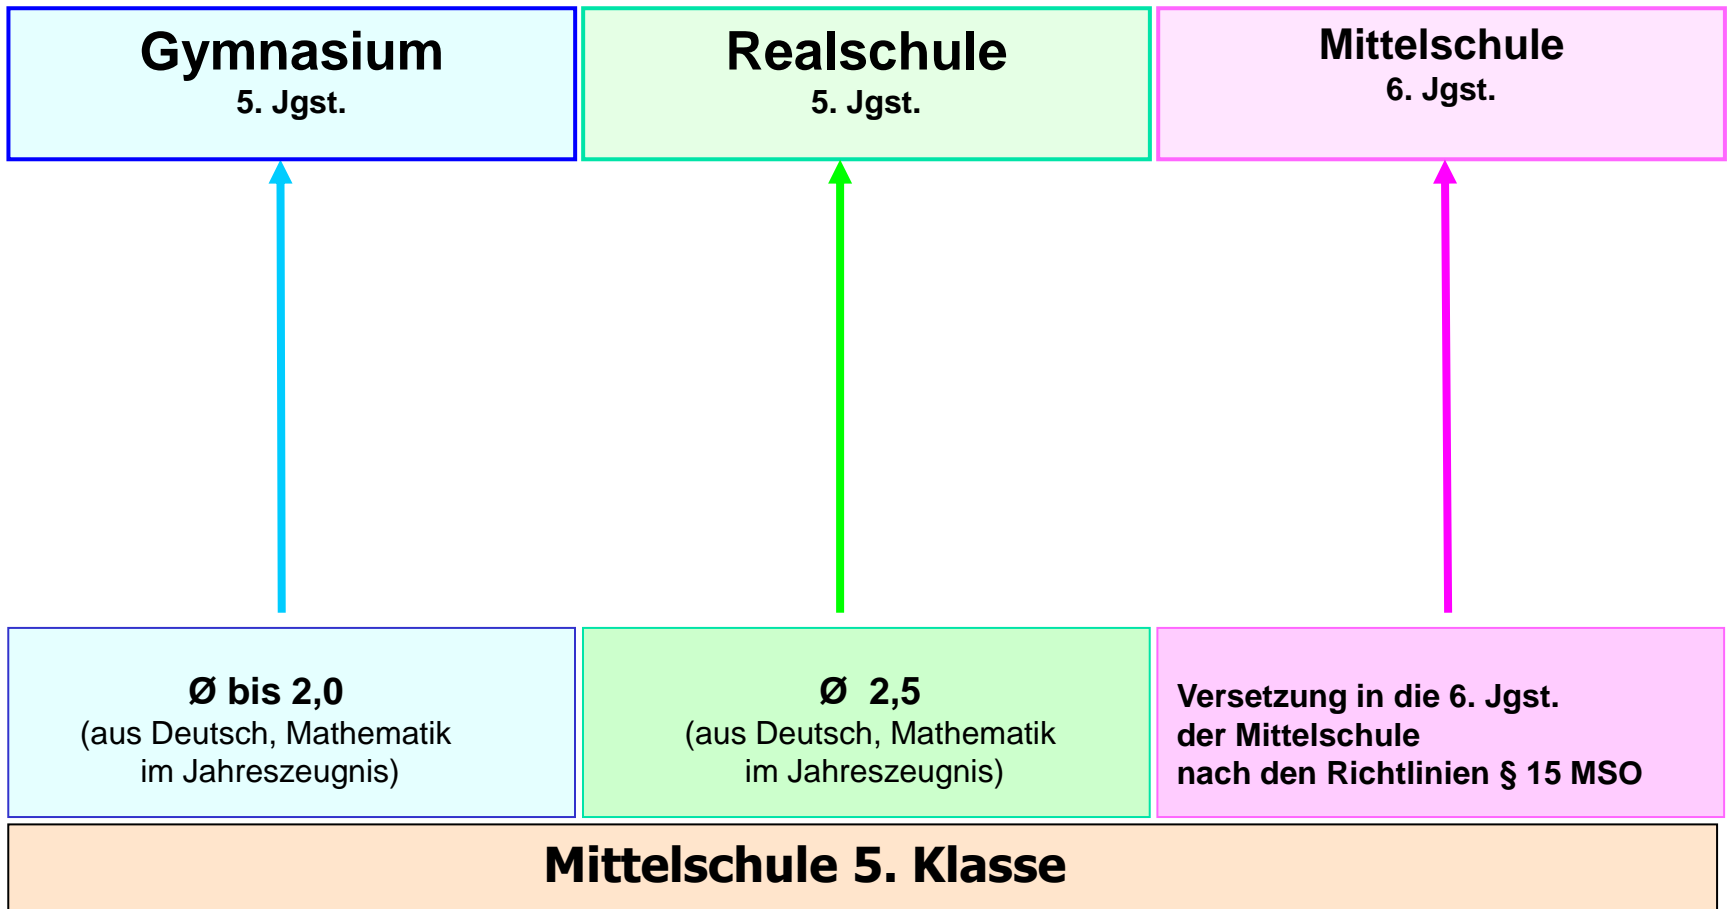 Gymnasium
5. Jgst.
Realschule
5. Jgst.
Mittelschule
6. Jgst.
Ø bis 2,0
(aus Deutsch, Mathematik
im Jahreszeugnis)
Ø 2,5
(aus Deutsch, Mathematik
im Jahreszeugnis)
Versetzung in die 6. Jgst.
der Mittelschule
nach den Richtlinien § 15 MSO
Mittelschule 5. Klasse